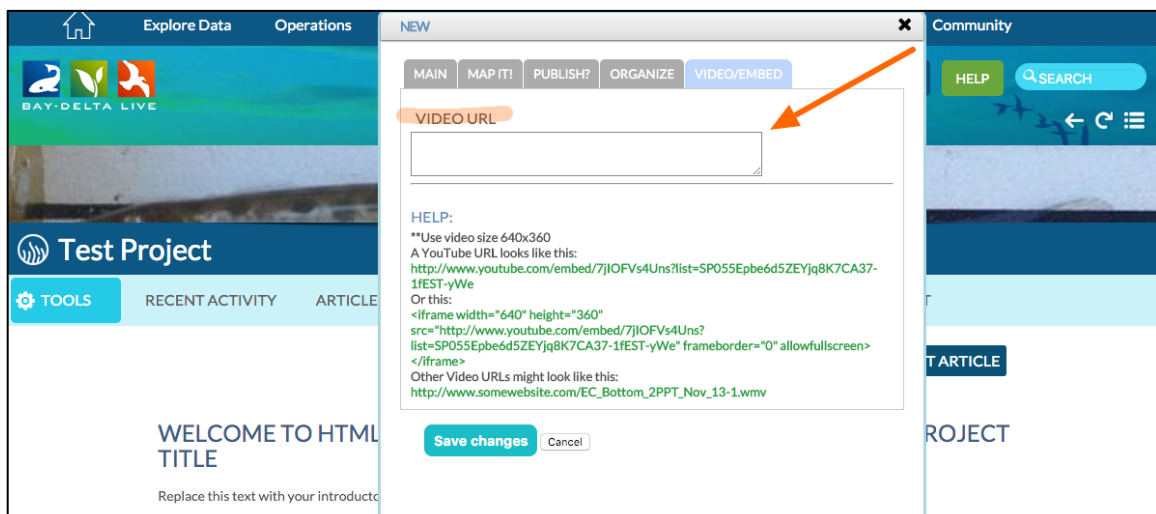 Explore Data
Operations
NEW
Community
MAIN
MAP IT!
PUBLISH?
ORGANIZE
VIDEO/EMBED
BAY-DELTA LIVE
HELP
SEARCH
VIDEO URL
HELP:
**Use video size 640x360
A YouTube URL looks like this:
http://www.youtube.com/embed/7jIOFVs4Uns?list=SP055Epbe6d5ZEYjq8K7CA37-
1fEST-yWe
Or this:
<iframe width="640" height="360"
src="http://www.youtube.com/embed/7jIOFVs4Uns?
list=SP055Epbe6d5ZEYjq8K7CA37-1fEST-yWe" frameborder="0" allowfullscreen>
</iframe>
Other Video URLs might look like this:
http://www.somewebsite.com/EC_Bottom_2PPT_Nov_13-1.wmv
Save changes
Cancel
Test Project
TOOLS
RECENT ACTIVITY
ARTICLE
T
T ARTICLE
WELCOME TO HTML
ROJECT
TITLE
Replace this text with your introducto